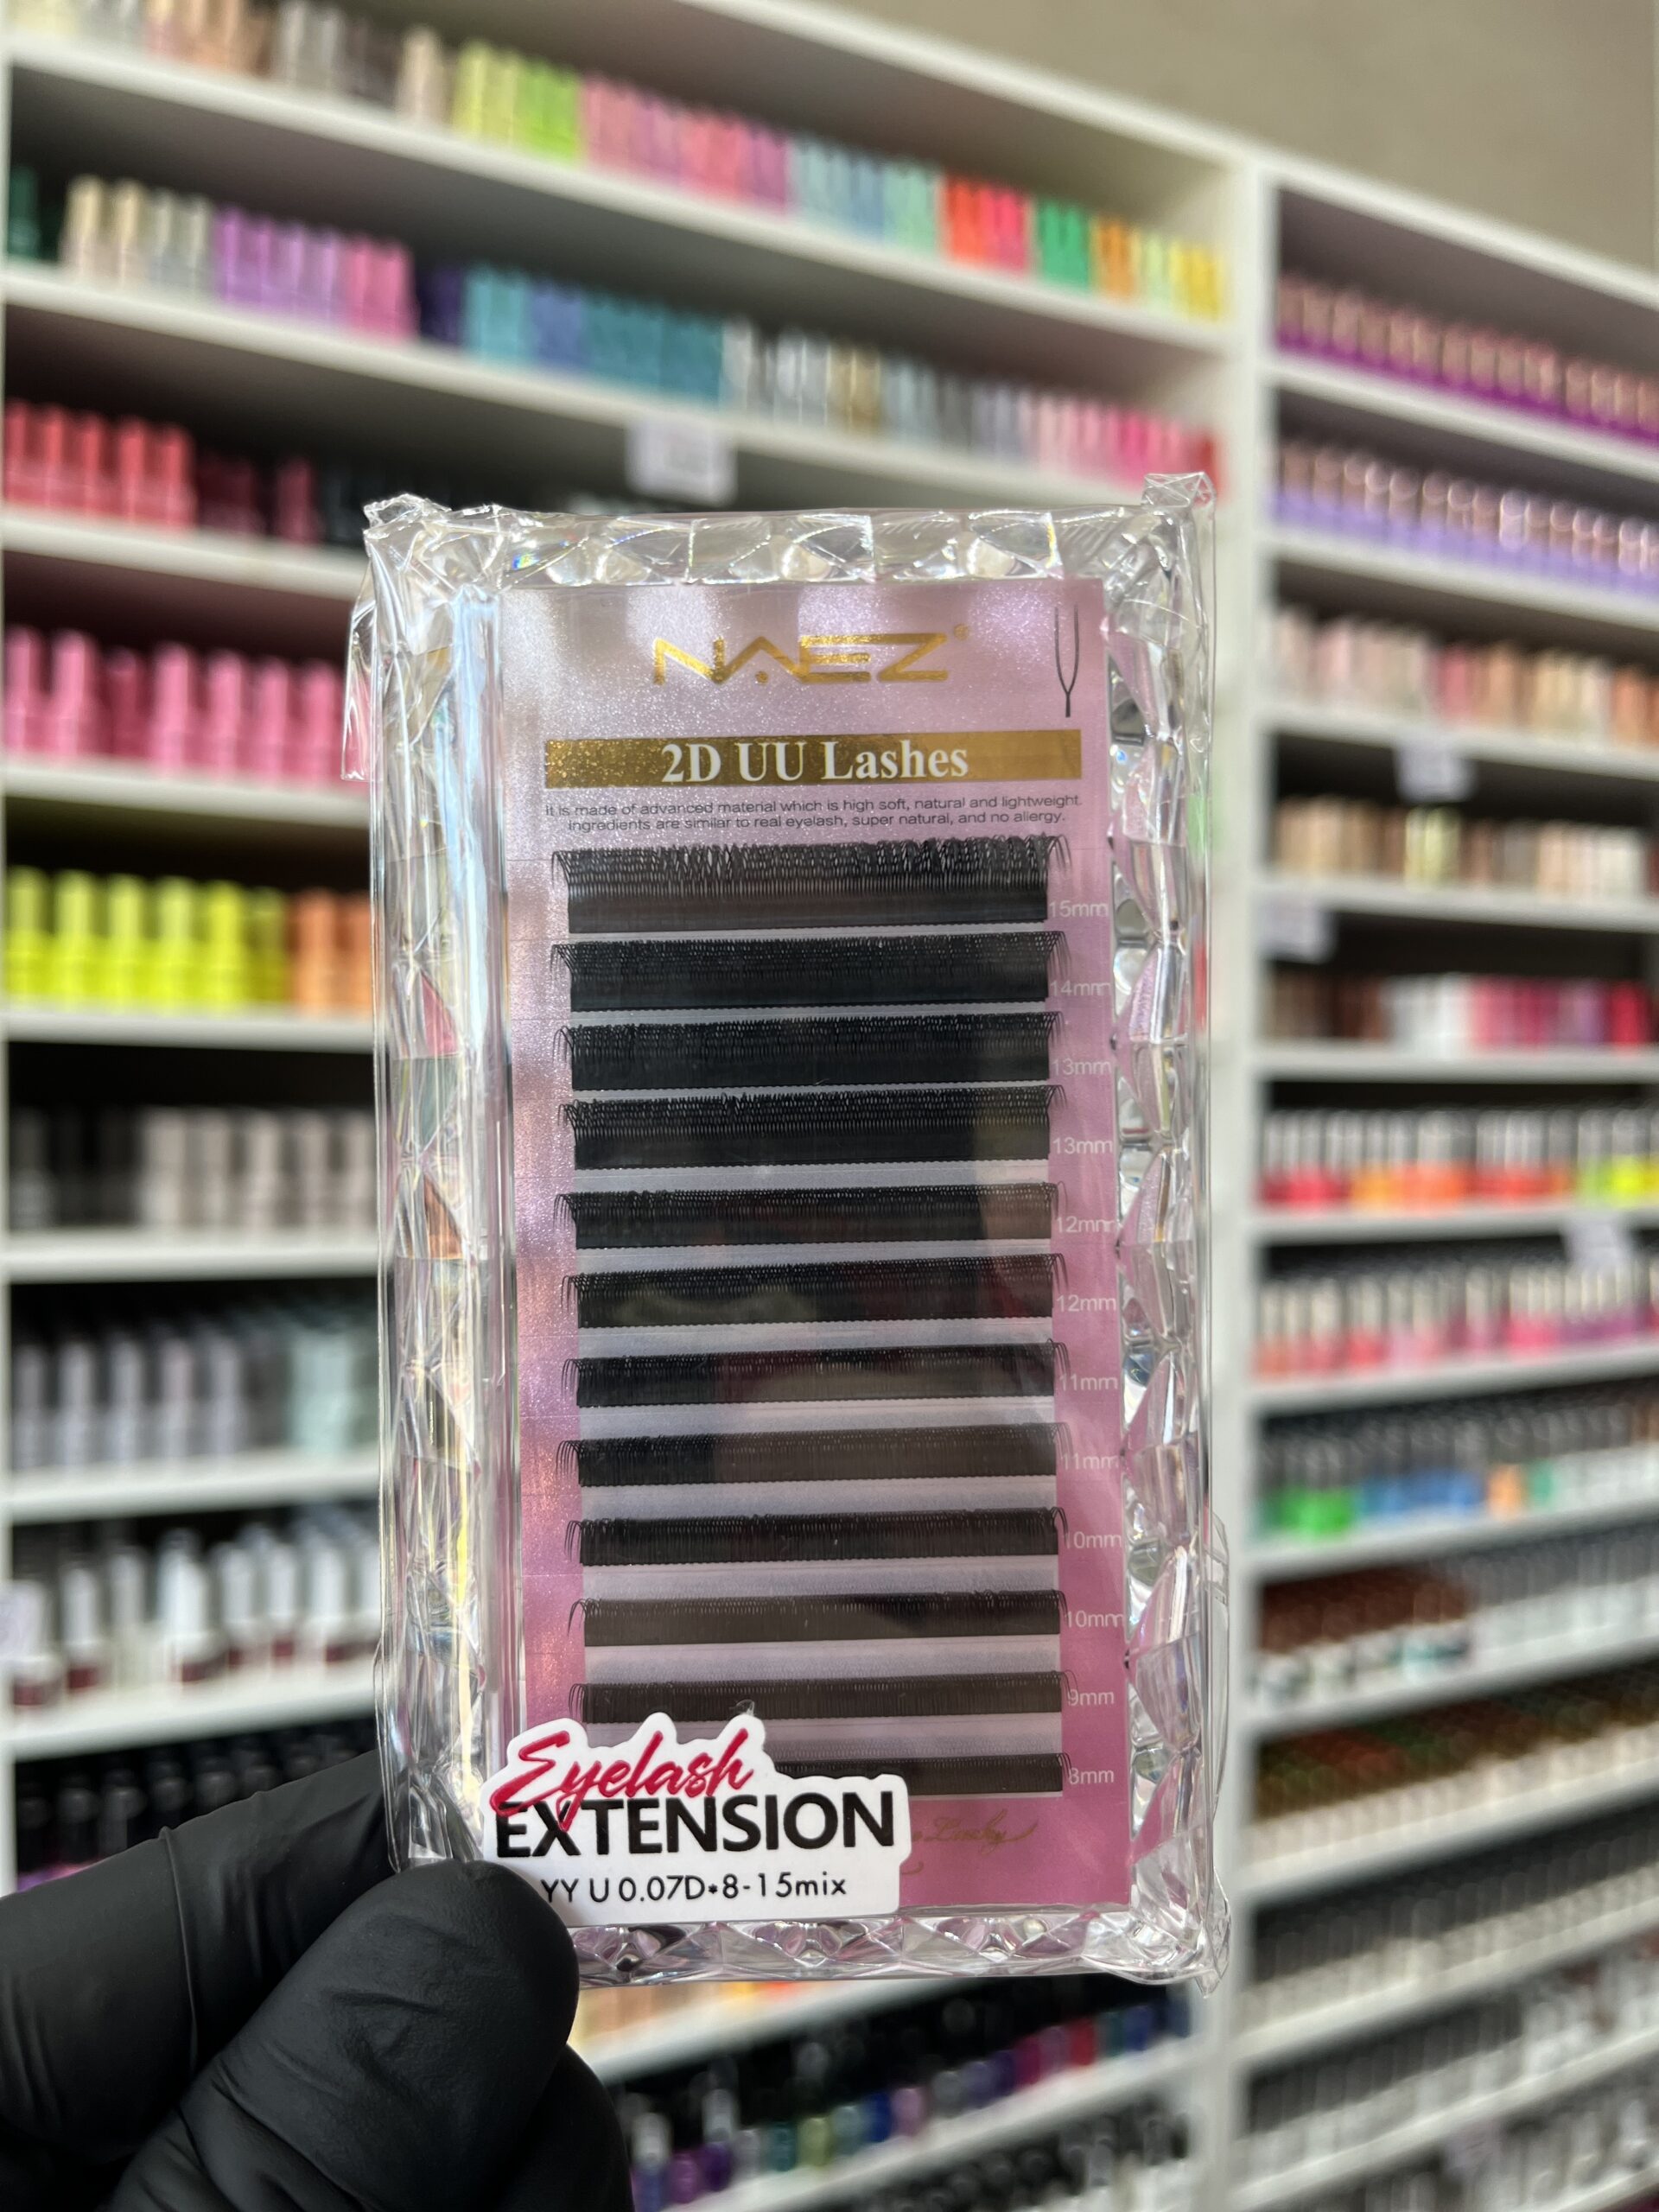 NAEZ®
2D UU Lashes
It is made of advanced material which is high soft, natural and lightweight.
ingredients are similar to real eyelash, super natural, and no allergy.
15mm
14mm
13mm
13mm
12mm
12mm
11mm
11mm
10mm
10mm
9mm
8mm
Lucky
Eyelash
EXTENSION
YY U 0.07D*8-15mix